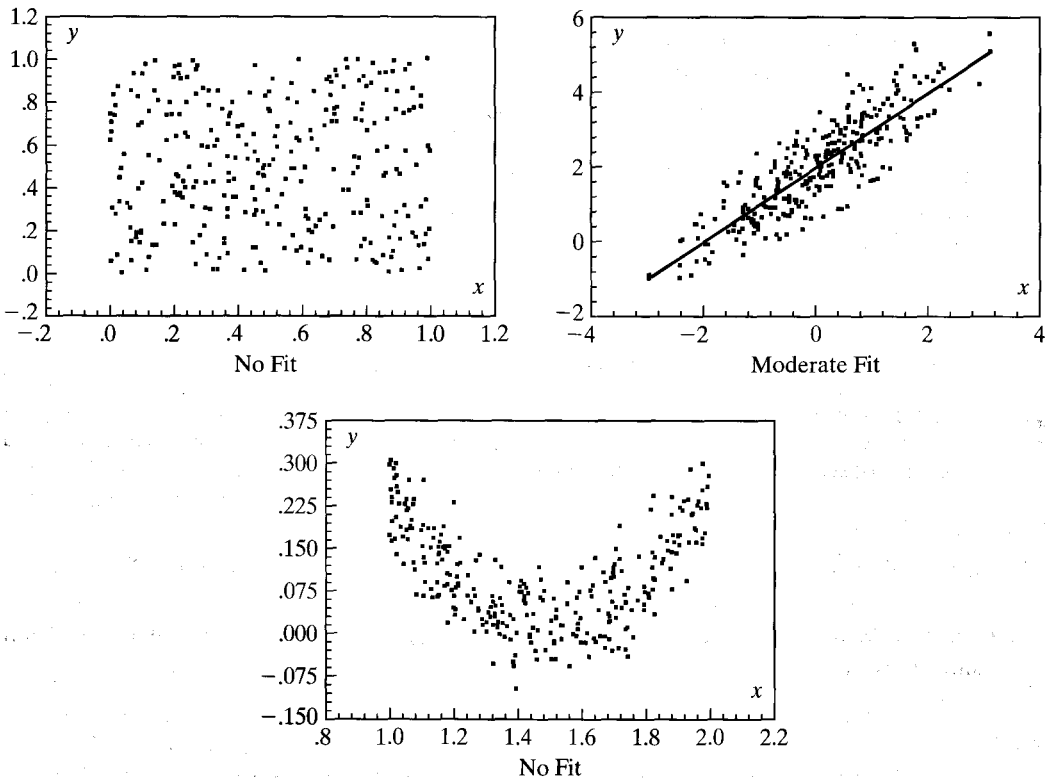 1.2
y
1.0
.8
.6
.4
.2
.0
x
−.2
−.2 .0 .2 .4 .6 .8 1.0 1.2
No Fit
6
y
4
2
0
x
−2
−4 −2 0 2 4
Moderate Fit
.375
y
.300
.225
.150
.075
.000
−.075
x
−.150
.8 1.0 1.2 1.4 1.6 1.8 2.0 2.2
No Fit